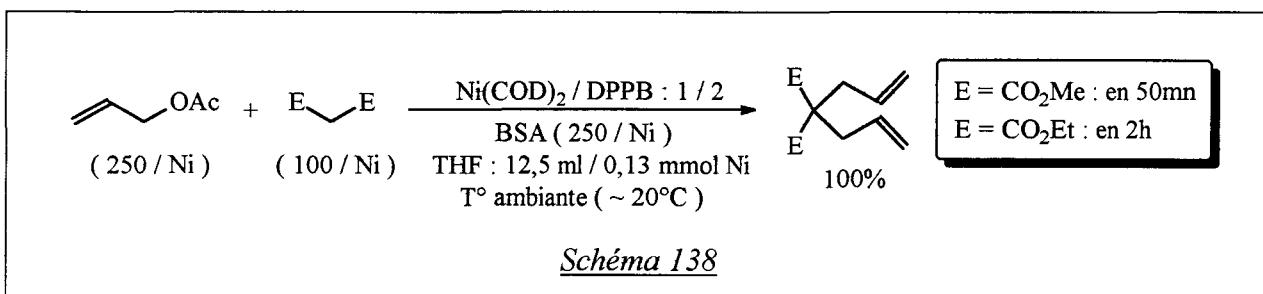 OAc + E E
( 250 / Ni ) ( 100 / Ni )
Ni(COD)₂ / DPPB : 1 / 2
BSA ( 250 / Ni )
THF : 12,5 ml / 0,13 mmol Ni
T° ambiante ( ~ 20°C )
E
E
100%
E = CO₂Me : en 50mn
E = CO₂Et : en 2h
Schéma 138